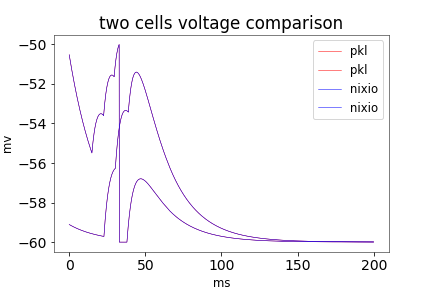 two cells voltage comparison
pkl
pkl
nixio
nixio
−50
−52
−54
−56
−58
−60
mv
0
50
100
150
200
ms